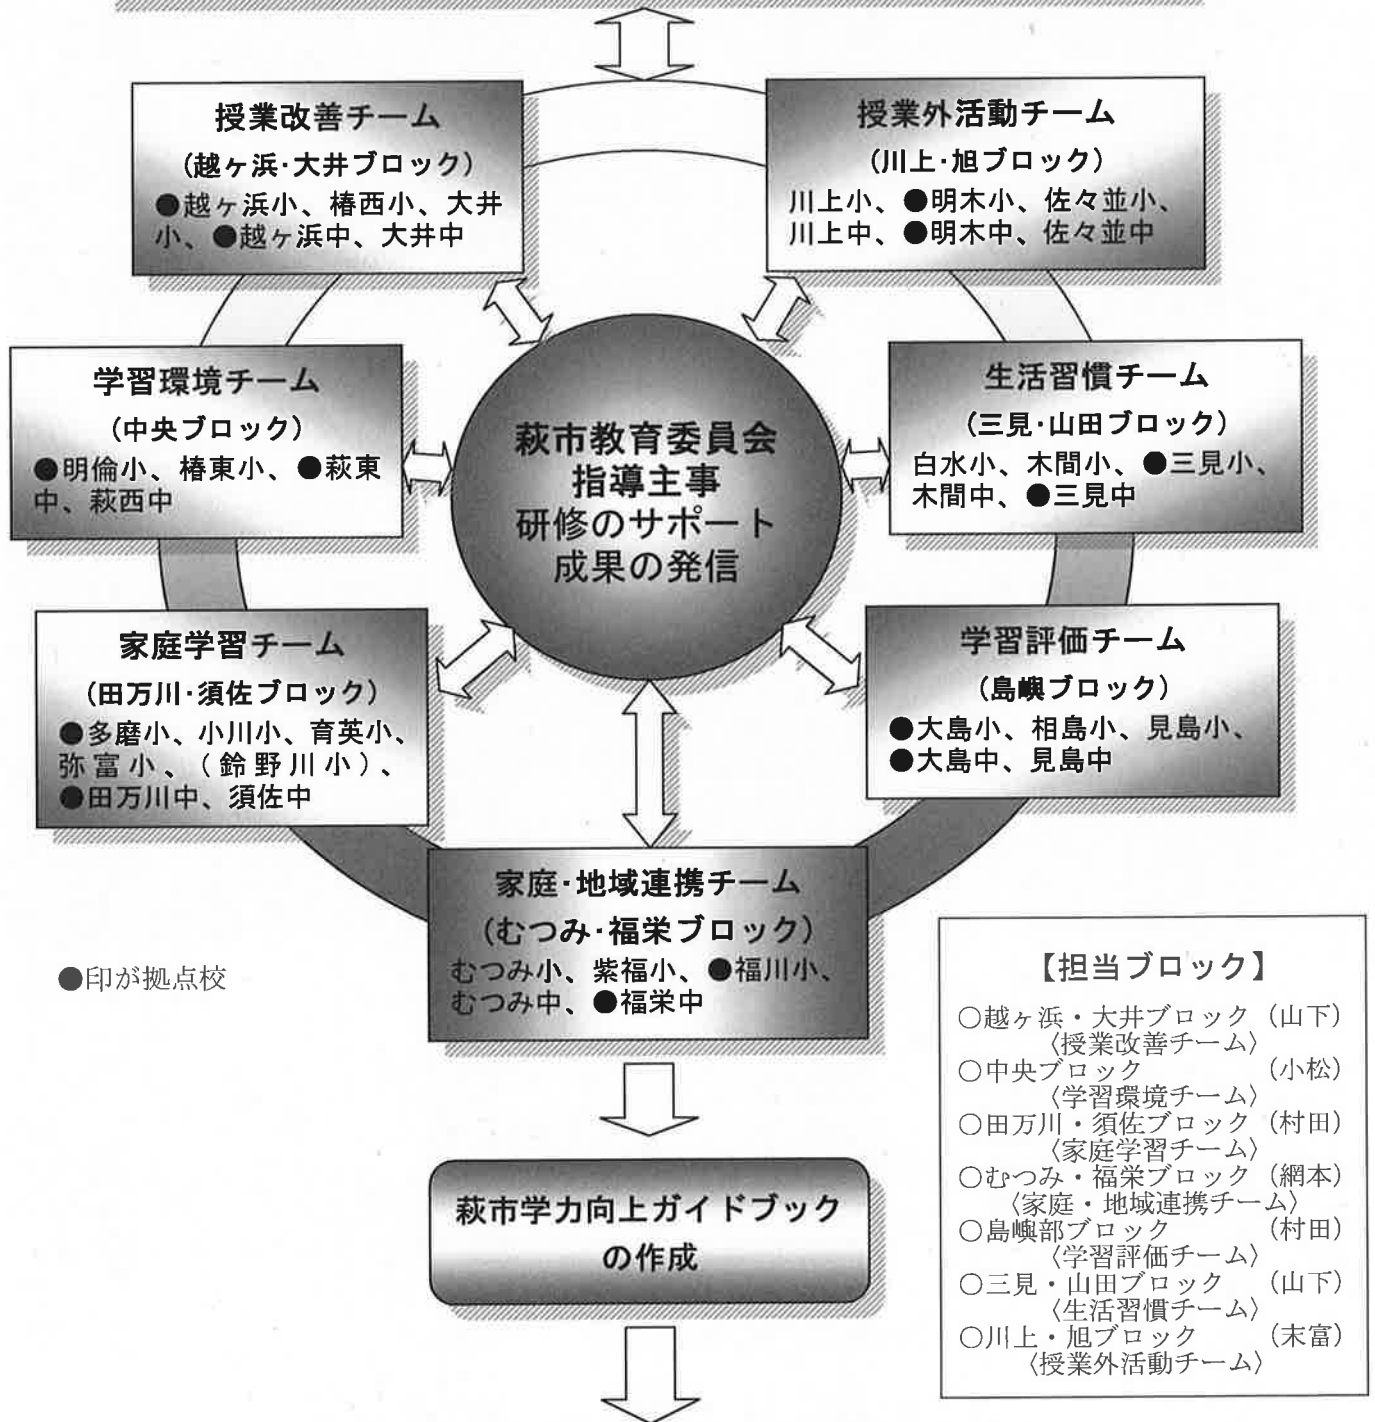 授業改善チーム
(越ヶ浜・大井ブロック)
●越ヶ浜小、椿西小、大井
小、●越ヶ浜中、大井中
授業外活動チーム
(川上・旭ブロック)
川上小、●明木小、佐々並小、
川上中、●明木中、佐々並中
学習環境チーム
(中央ブロック)
●明倫小、椿東小、●萩東
中、萩西中
萩市教育委員会
指導主事
研修のサポート
成果の発信
生活習慣チーム
(三見・山田ブロック)
白水小、木間小、●三見小、
木間中、●三見中
家庭学習チーム
(田万川・須佐ブロック)
●多磨小、小川小、育英小、
弥富小、(鈴野川小)、
●田万川中、須佐中
学習評価チーム
(島嶼ブロック)
●大島小、相島小、見島小、
●大島中、見島中
家庭・地域連携チーム
(むつみ・福栄ブロック)
むつみ小、紫福小、●福川小、
むつみ中、●福栄中
●印が拠点校
萩市学力向上ガイドブック
の作成
【担当ブロック】
○越ヶ浜・大井ブロック(山下)
〈授業改善チーム〉
○中央ブロック (小松)
〈学習環境チーム〉
○田万川・須佐ブロック(村田)
〈家庭学習チーム〉
○むつみ・福栄ブロック(網本)
〈家庭・地域連携チーム〉
○島嶼部ブロック (村田)
〈学習評価チーム〉
○三見・山田ブロック (山下)
〈生活習慣チーム〉
○川上・旭ブロック (末富)
〈授業外活動チーム〉